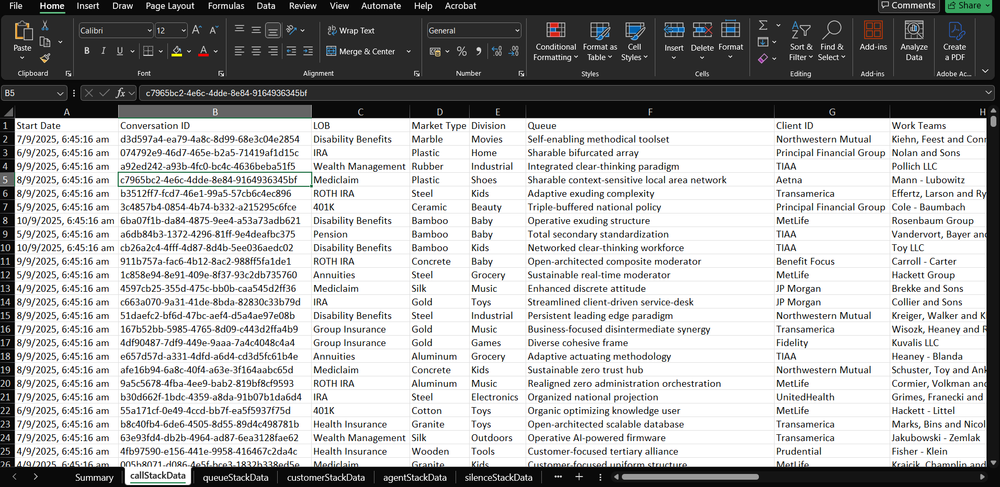 File Home Insert Draw Page Layout Formulas Data Review View Automate Help Acrobat Comments Share
Paste
Clipboard
Calibri 12
B I U
Font
Wrap Text
Merge & Center
Alignment
General
Number
Conditional Formatting
Format as Table
Cell Styles
Styles
Insert
Delete
Format
Cells
Sort & Filter
Find & Select
Editing
Add-ins
Add-ins
Analyze Data
Create a PDF
Adobe Ac...
B5 fx c7965bc2-4e6c-4dde-8e84-9164936345bf
A B C D E F G H
1 Start Date Conversation ID LOB Market Type Division Queue Client ID Work Teams
2 7/9/2025, 6:45:16 am d3d597a4-ea79-4a8c-8d99-68e3c04e2854 Disability Benefits Marble Movies Self-enabling methodical toolset Northwestern Mutual Kiehn, Feest and Conr
3 6/9/2025, 6:45:16 am 074792e9-46d7-465e-b2a5-71419af1d15c IRA Plastic Home Sharable bifurcated array Principal Financial Group Nolan and Sons
4 9/9/2025, 6:45:16 am a92ed242-a93b-4fc0-bc4c-4636beba51f5 Wealth Management Rubber Industrial Integrated clear-thinking paradigm TIAA Pollich LLC
5 8/9/2025, 6:45:16 am c7965bc2-4e6c-4dde-8e84-9164936345bf Mediclaim Plastic Shoes Sharable context-sensitive local area network Aetna Mann - Lubowitz
6 8/9/2025, 6:45:16 am b3512ff7-fcd7-46e1-99a5-57cb6c4ec896 ROTH IRA Steel Kids Adaptive exuding complexity Transamerica Effertz, Larson and Ry
7 5/9/2025, 6:45:16 am 3c4857b4-0854-4b74-b332-a215295c6fce 401K Ceramic Beauty Triple-buffered national policy Principal Financial Group Cole - Baumbach
8 10/9/2025, 6:45:16 am 6ba07f1b-da84-4875-9ee4-a53a73adb621 Disability Benefits Bamboo Baby Operative exuding structure MetLife Rosenbaum Group
9 5/9/2025, 6:45:16 am a6db84b3-1372-4296-81ff-9e4deafbc375 Pension Bamboo Baby Total secondary standardization TIAA Vandervort, Bayer and
10 10/9/2025, 6:45:16 am cb26a2c4-4fff-4d87-8d4b-5ee036aedc02 Disability Benefits Bamboo Kids Networked clear-thinking workforce TIAA Toy LLC
11 9/9/2025, 6:45:16 am 911b757a-fac6-4b12-8ac2-988ff5fa1de1 ROTH IRA Concrete Baby Open-architected composite moderator Benefit Focus Carroll - Carter
12 5/9/2025, 6:45:16 am 1c858e94-8e91-409e-8f37-93c2db735760 Annuities Steel Grocery Sustainable real-time moderator MetLife Hackett Group
13 4/9/2025, 6:45:16 am 4597cb25-355d-475c-bb0b-caa545d2ff36 Mediclaim Silk Music Enhanced discrete attitude JP Morgan Brekke and Sons
14 8/9/2025, 6:45:16 am c663a070-9a31-41de-8bda-82830c33b79d IRA Gold Toys Streamlined client-driven service-desk JP Morgan Collier and Sons
15 8/9/2025, 6:45:16 am 51daefc2-bf6d-47bc-aef4-d5a4ae97e08b Disability Benefits Steel Industrial Persistent leading edge paradigm Northwestern Mutual Kreiger, Walker and K
16 7/9/2025, 6:45:16 am 167b52bb-5985-4765-8d09-c443d2ffa4b9 Group Insurance Gold Music Business-focused disintermediate synergy Transamerica Wisozk, Heaney and R
17 8/9/2025, 6:45:16 am 4df90487-7df9-449e-9aaa-7a4c4048c4a4 Group Insurance Gold Games Diverse cohesive frame Fidelity Kuvalis LLC
18 9/9/2025, 6:45:16 am e657d57d-a331-4dfd-a6d4-cd3d5fc61b4e Annuities Aluminum Grocery Adaptive actuating methodology TIAA Heaney - Blanda
19 8/9/2025, 6:45:16 am afe16b94-6a8c-40f4-a63e-3f164aabc65d Mediclaim Concrete Kids Sustainable zero trust hub Northwestern Mutual Schuster, Toy and Ank
20 8/9/2025, 6:45:16 am 9a5c5678-4fba-4ee9-bab2-819bf8cf9593 ROTH IRA Aluminum Music Realigned zero administration orchestration MetLife Cormier, Volkman and
21 7/9/2025, 6:45:16 am b30d662f-1bdc-4359-a8da-91b07b1da6d4 IRA Steel Electronics Organized national projection UnitedHealth Grimes, Franecki and
22 6/9/2025, 6:45:16 am 55a171cf-0e49-4ccd-bb7f-ea5f5937f75d 401K Cotton Toys Organic optimizing knowledge user MetLife Hackett - Littel
23 7/9/2025, 6:45:16 am b8c40fb4-6de6-4505-8d55-89d4c498781b Health Insurance Granite Toys Open-architected scalable database Transamerica Marks, Bins and Nicol
24 7/9/2025, 6:45:16 am 63e93fd4-db2b-4964-ad87-6ea3128fae62 Wealth Management Silk Outdoors Operative AI-powered firmware Transamerica Jakubowski - Zemlak
25 4/9/2025, 6:45:16 am 4fb97590-e156-441e-9958-416467c2da4c Health Insurance Wooden Tools Customer-focused tertiary alliance Prudential Fisher - Klein
26 4/9/2025, 6:45:16 am 005b8071-d086-4e5f-bce3-1832b338ed5e Mediclaim Granite Kids Customer-focused uniform structure MetLife Krajcik, Champlin and
Summary callStackData queueStackData customerStackData agentStackData silenceStackData